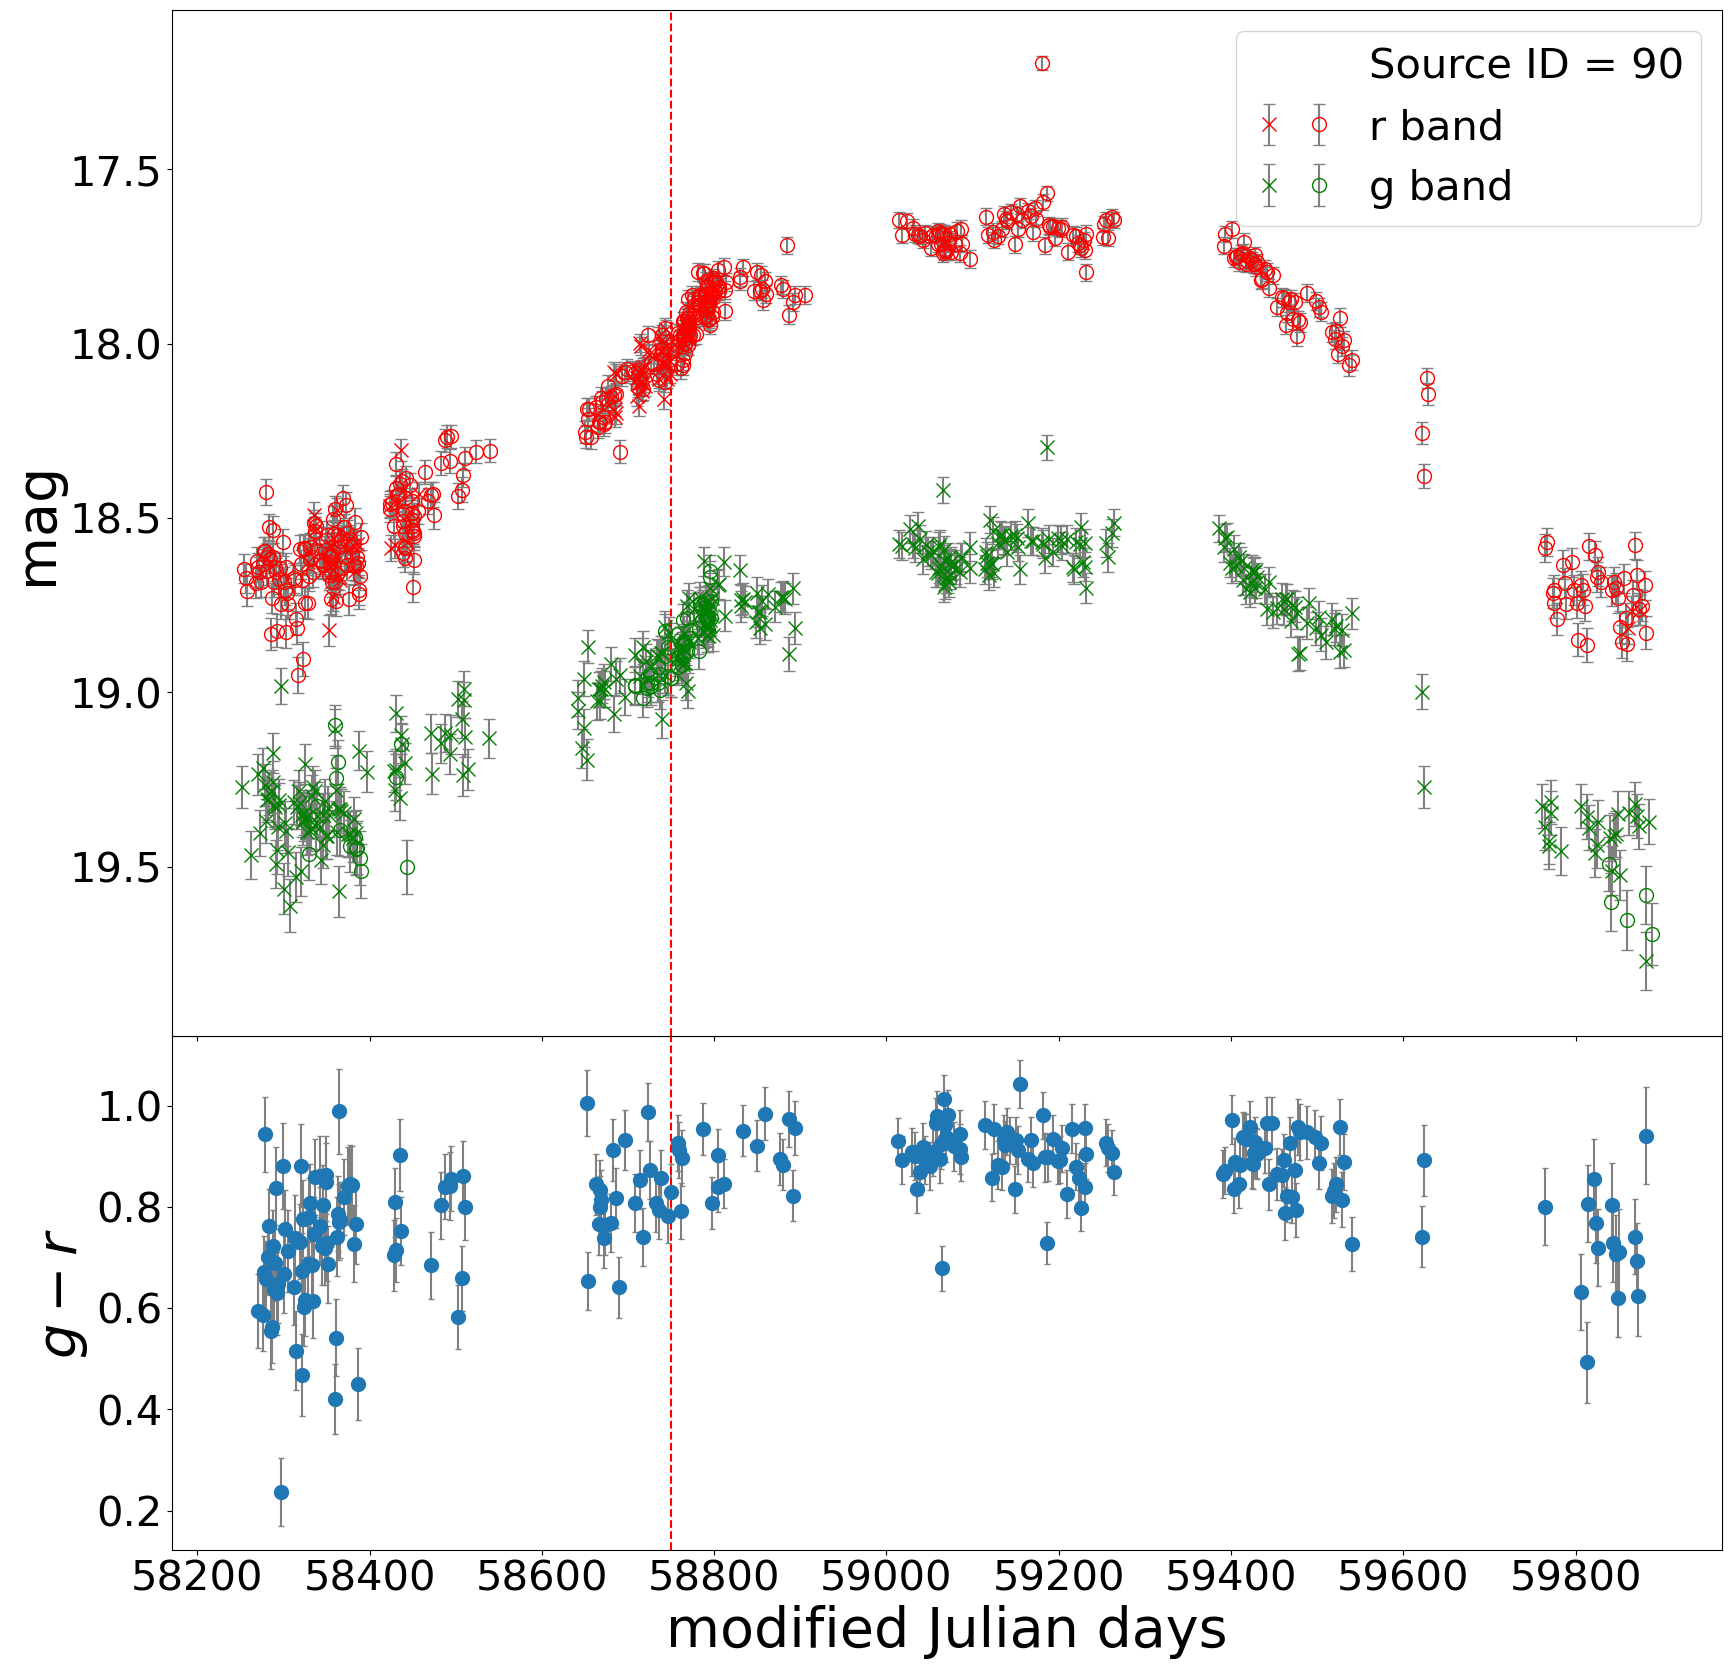 Source ID = 90
r band
g band
mag
17.5
18.0
18.5
19.0
19.5
g − r
1.0
0.8
0.6
0.4
0.2
58200 58400 58600 58800 59000 59200 59400 59600 59800
modified Julian days